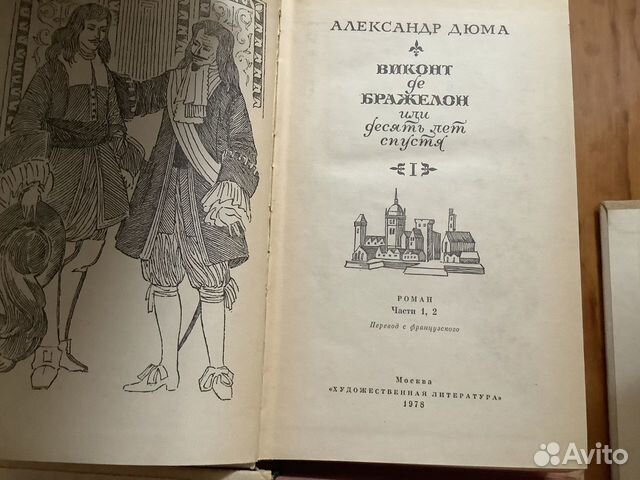 АЛЕКСАНДР ДЮМА
ВИКОНТ
де
БРАЖЕЛОН
или
десять лет
спустя
I
РОМАН
Части 1, 2
Перевод с французского
Москва
«ХУДОЖЕСТВЕННАЯ ЛИТЕРАТУРА»
1978
Avito